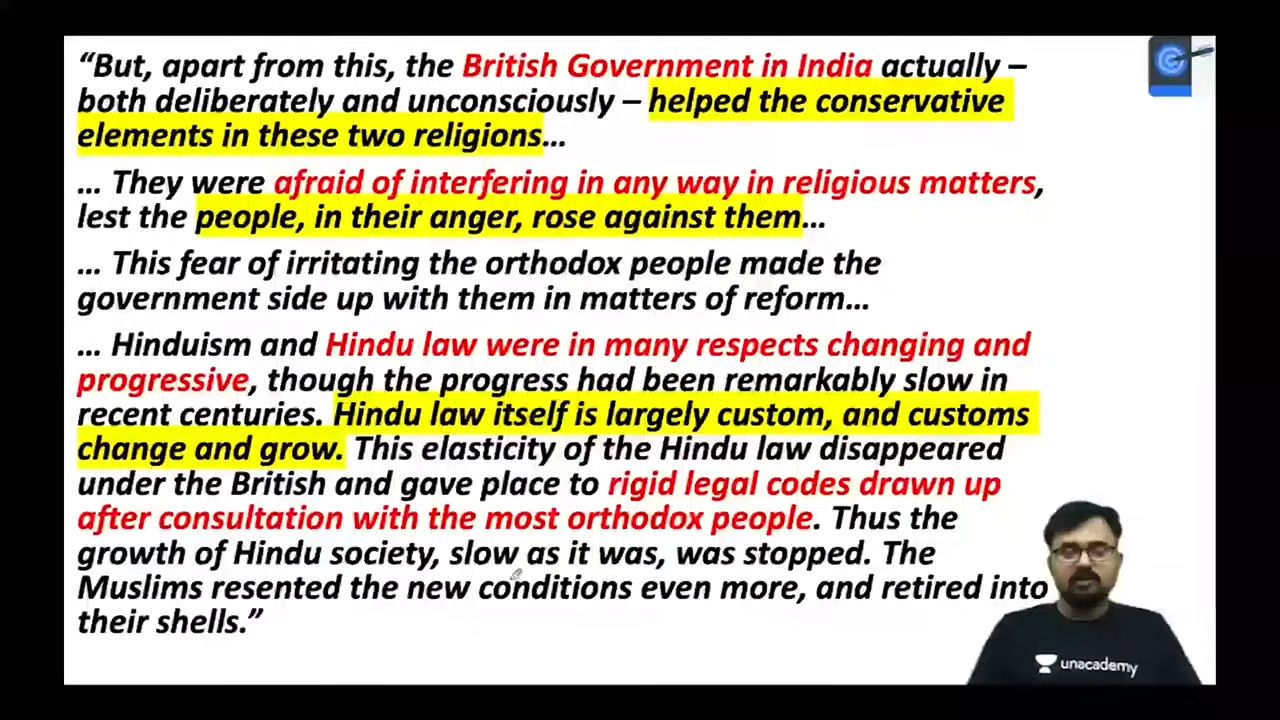 “But, apart from this, the British Government in India actually –
both deliberately and unconsciously – helped the conservative
elements in these two religions…
… They were afraid of interfering in any way in religious matters,
lest the people, in their anger, rose against them…
… This fear of irritating the orthodox people made the
government side up with them in matters of reform…
… Hinduism and Hindu law were in many respects changing and
progressive, though the progress had been remarkably slow in
recent centuries. Hindu law itself is largely custom, and customs
change and grow. This elasticity of the Hindu law disappeared
under the British and gave place to rigid legal codes drawn up
after consultation with the most orthodox people. Thus the
growth of Hindu society, slow as it was, was stopped. The
Muslims resented the new conditions even more, and retired into
their shells.”
unacademy